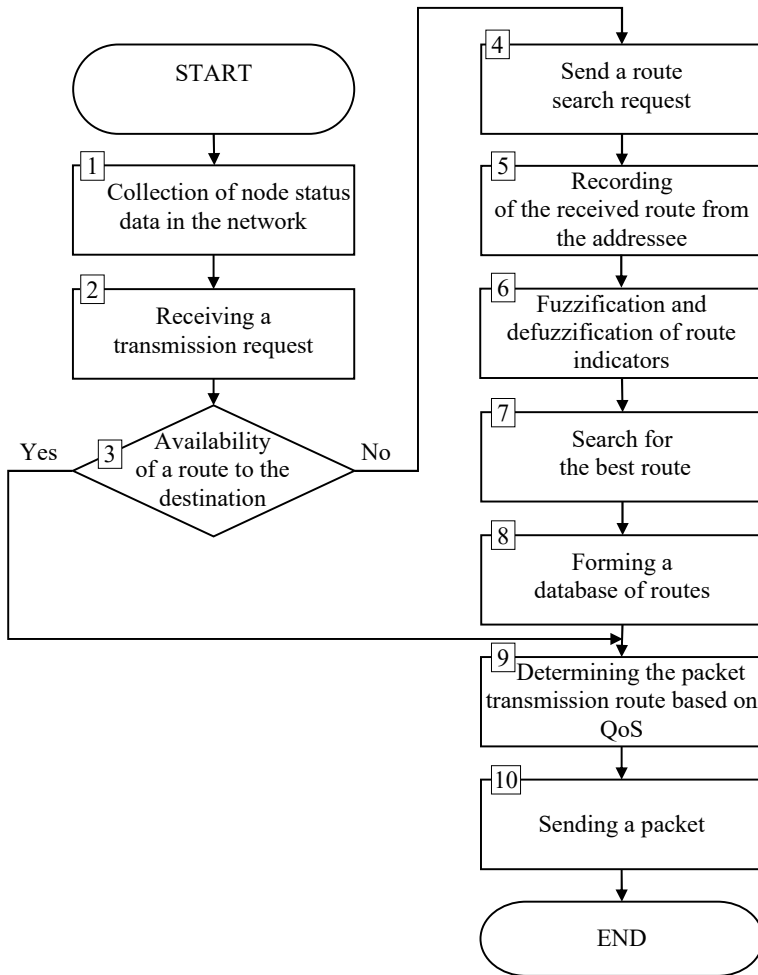 START
1
Collection of node status
data in the network
2
Receiving a
transmission request
3
Availability
of a route to the
destination
Yes
No
4
Send a route
search request
5
Recording
of the received route from
the addressee
6
Fuzzification and
defuzzification of route
indicators
7
Search for
the best route
8
Forming a
database of routes
9
Determining the packet
transmission route based on
QoS
10
Sending a packet
END